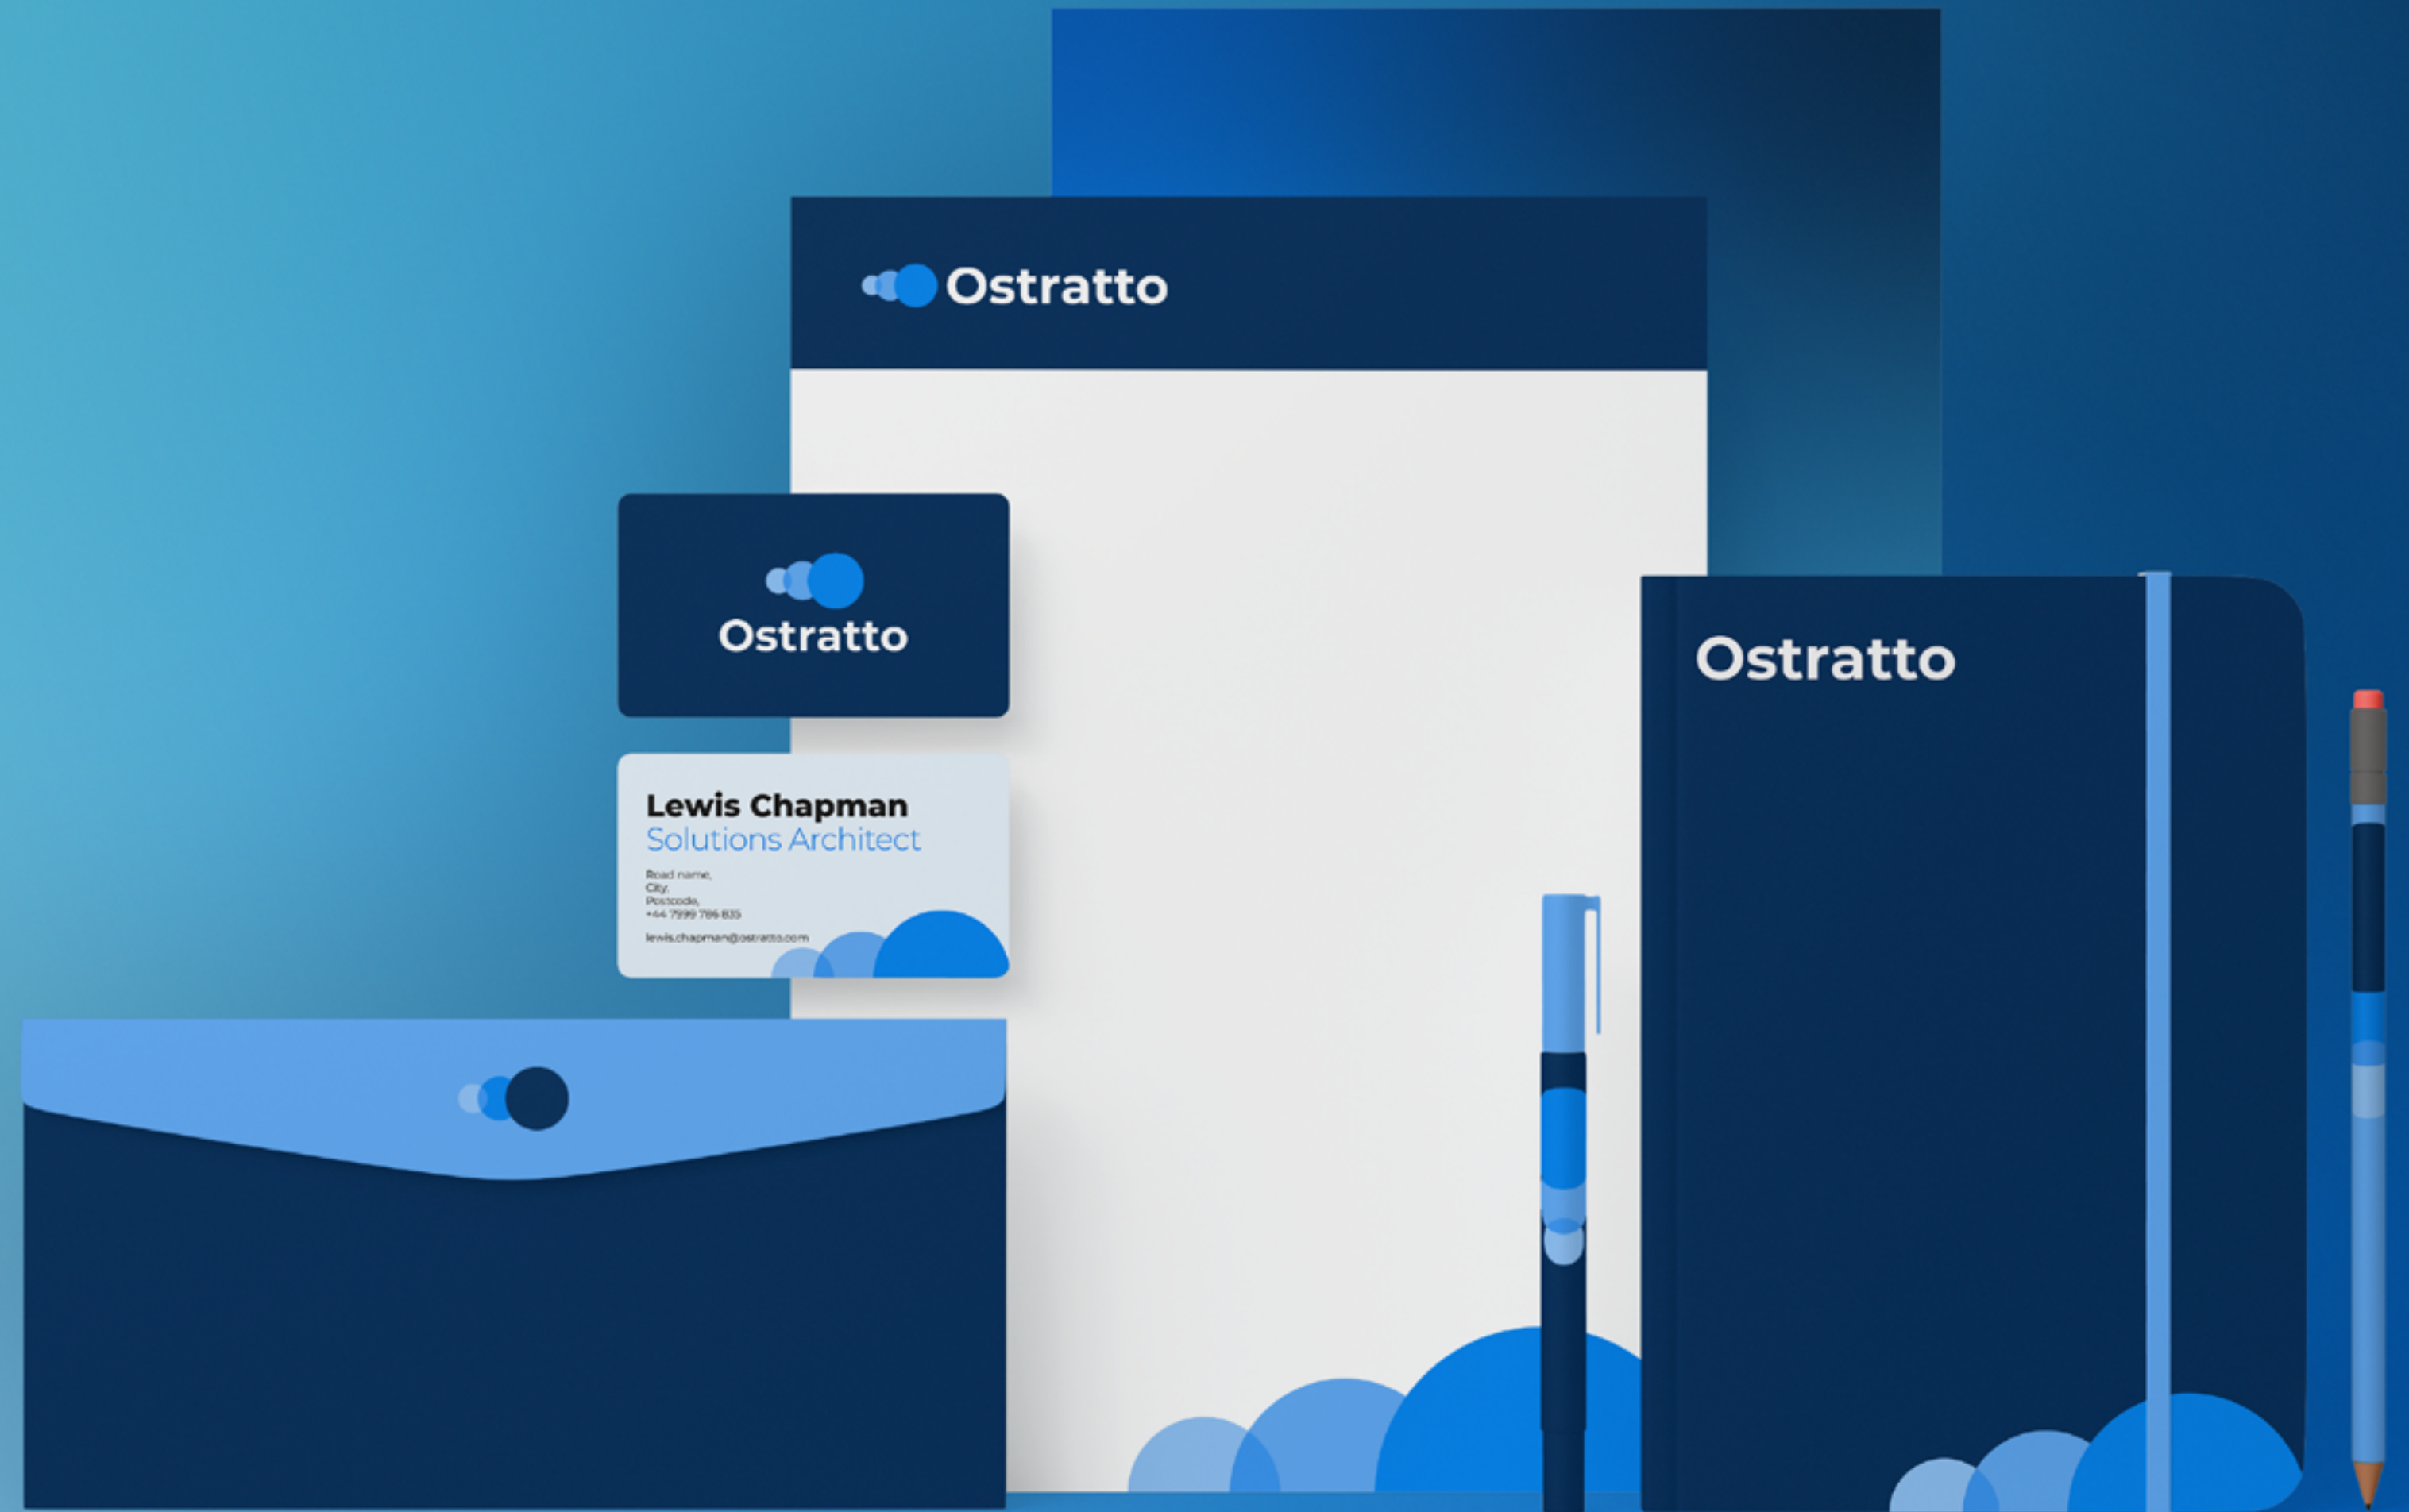 Ostratto
Ostratto
Lewis Chapman
Solutions Architect
Road name,
City,
Postcode,
+44 7999 786 835
lewis.chapman@ostratto.com
Ostratto